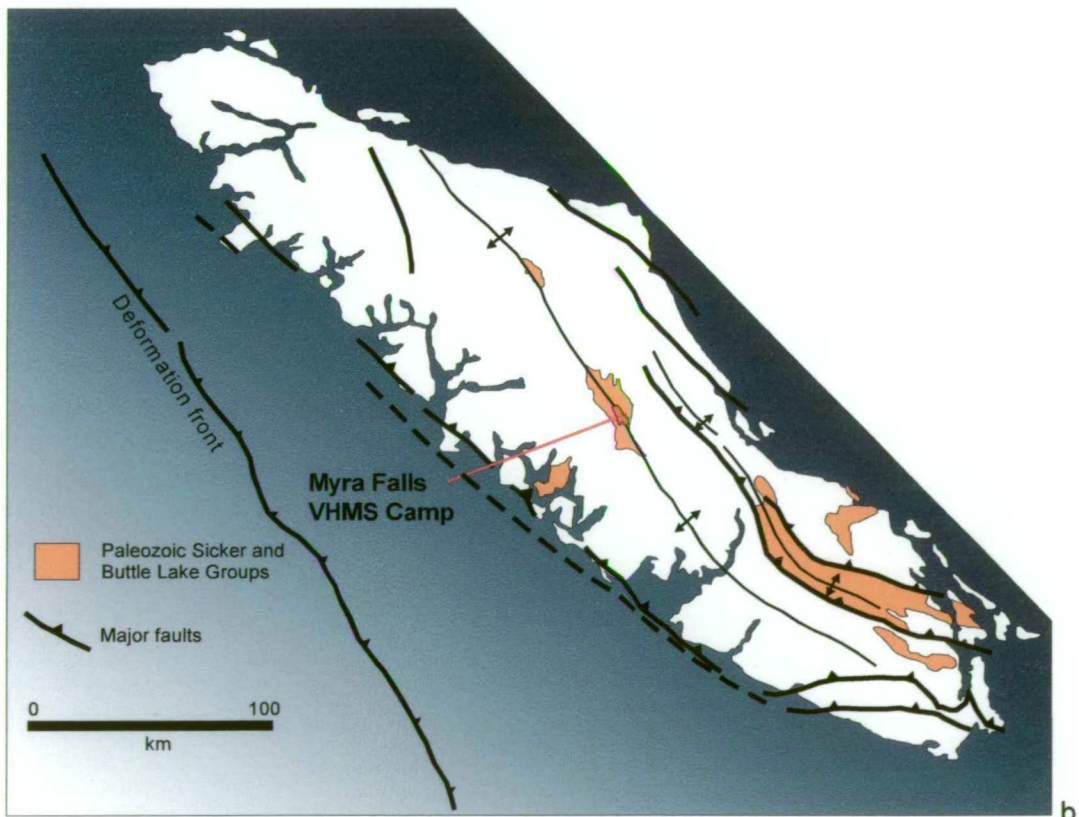 Deformation front
Myra Falls
VHMS Camp
Paleozoic Sicker and
Buttle Lake Groups
Major faults
0 100
km
b